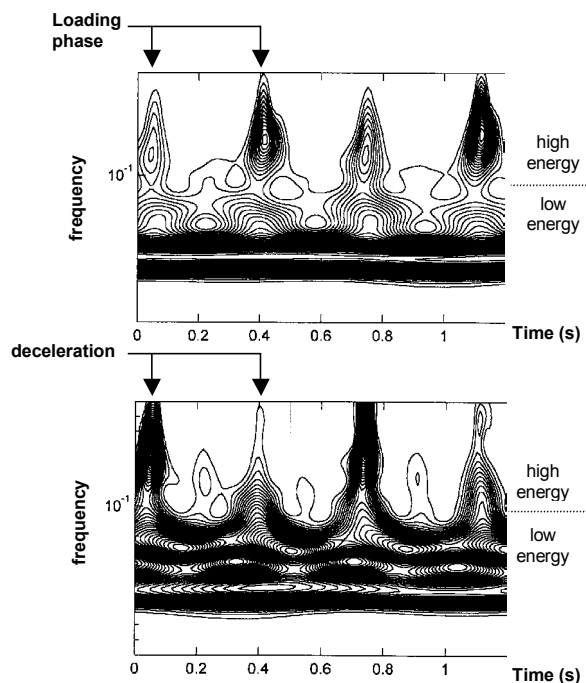 Loading
phase
frequency
10-1
high
energy
low
energy
0 0.2 0.4 0.6 0.8 1 Time (s)
deceleration
frequency
10-1
high
energy
low
energy
0 0.2 0.4 0.6 0.8 1 Time (s)